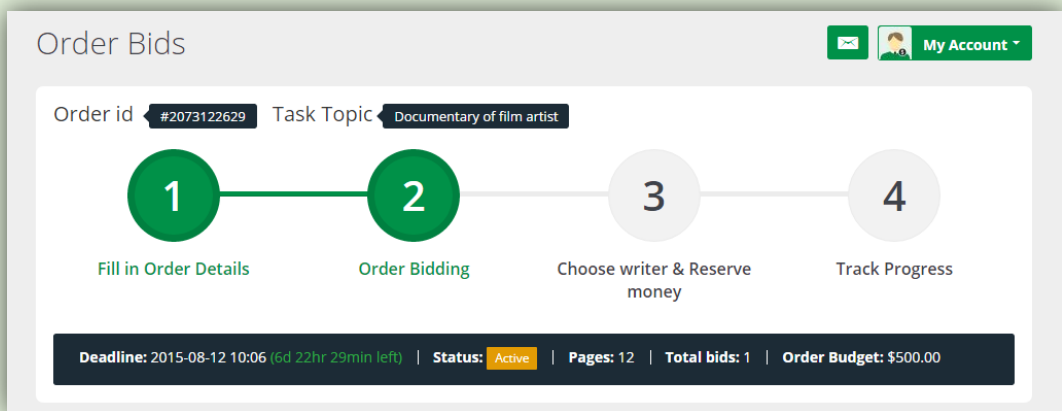 Order Bids
My Account
Order id #2073122629 Task Topic Documentary of film artist
1 2 3 4
Fill in Order Details Order Bidding Choose writer & Reserve Track Progress
money
Deadline: 2015-08-12 10:06 (6d 22hr 29min left) | Status: Active | Pages: 12 | Total bids: 1 | Order Budget: $500.00